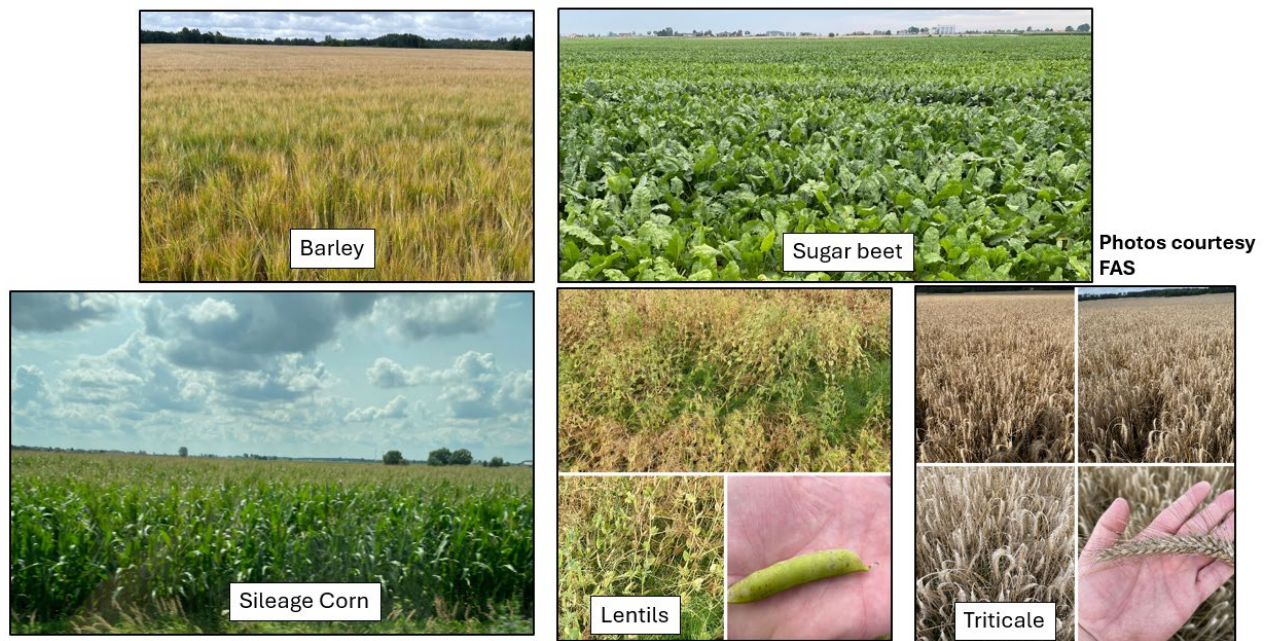 Barley
Sugar beet
Photos courtesy
FAS
Sileage Corn
Lentils
Triticale